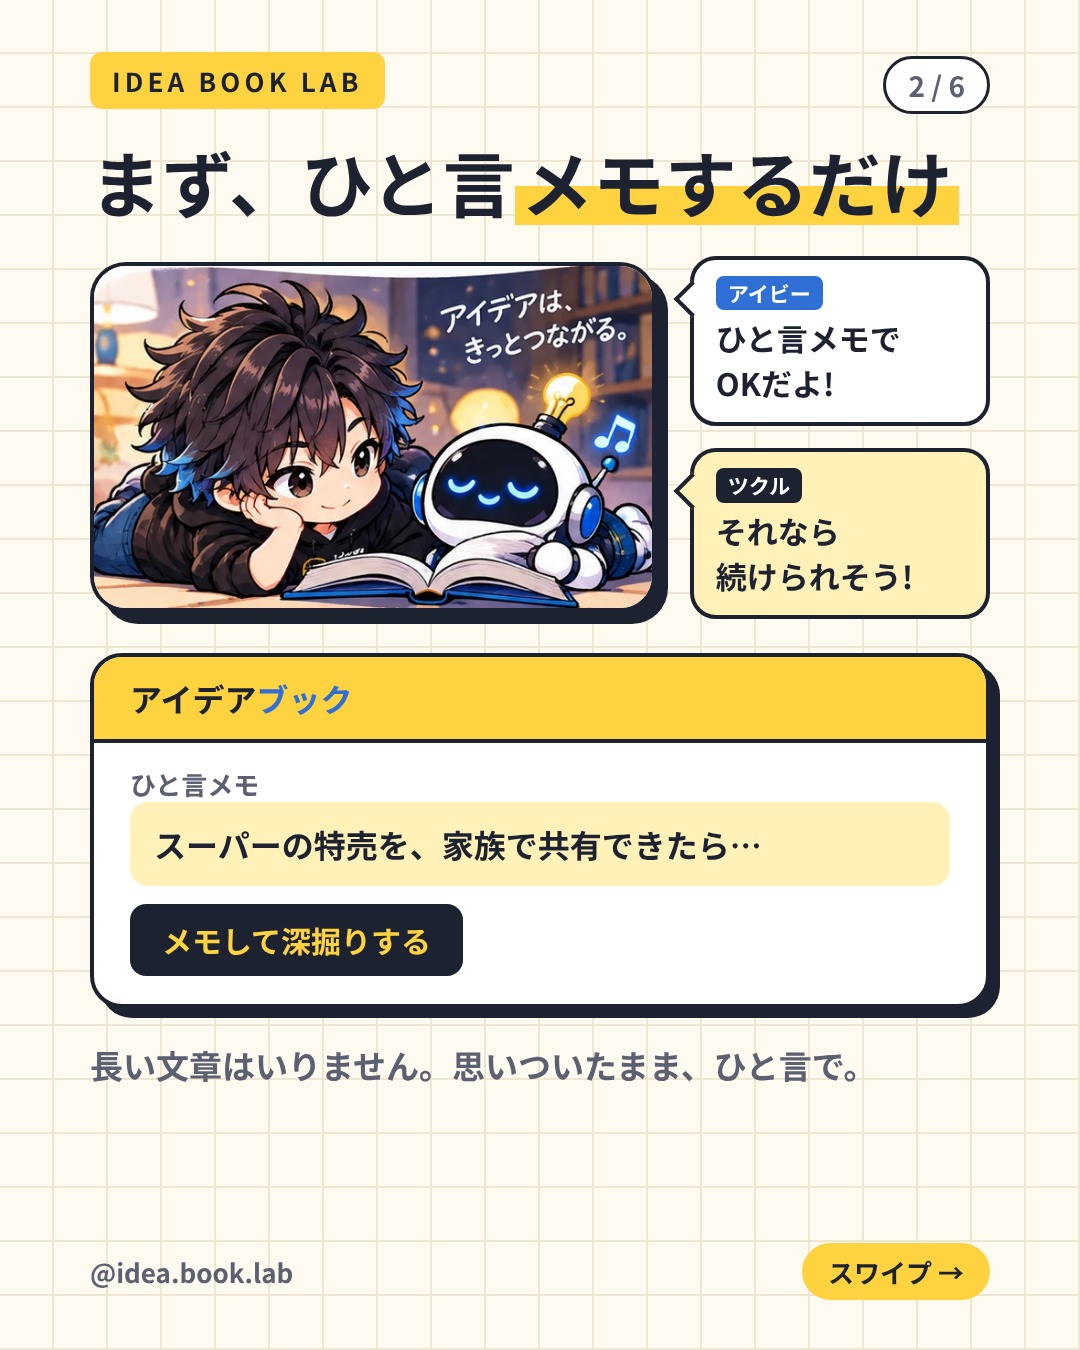 IDEA BOOK LAB
2 / 6
まず、ひと言メモするだけ
アイデアは、
きっとつながる。
アイビー
ひと言メモで
OKだよ!
ツクル
それなら
続けられそう!
アイデアブック
ひと言メモ
スーパーの特売を、家族で共有できたら…
メモして深掘りする
長い文章はいりません。思いついたまま、ひと言で。
@idea.book.lab
スワイプ →